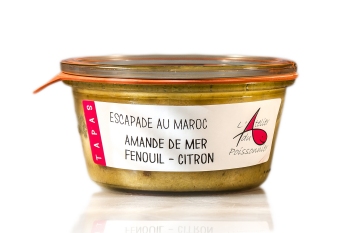 TAPAS
ESCAPADE AU MAROC
AMANDE DE MER
FENOUIL - CITRON
L'Atelier
du
Poissonnier